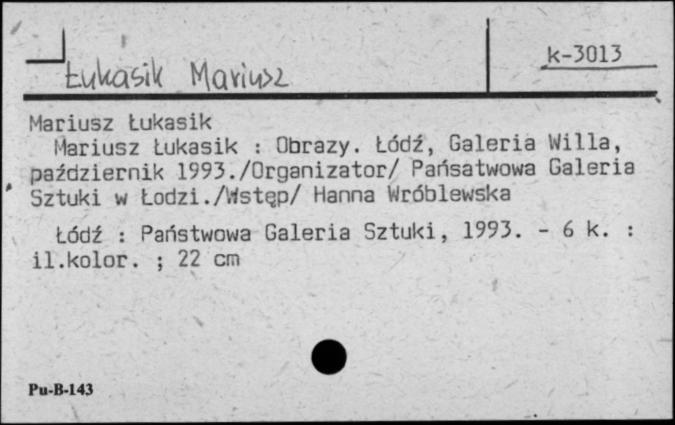 Łukasik Mariusz
k-3013
Mariusz Łukasik
Mariusz Łukasik : Obrazy. Łódź, Galeria Willa,
październik 1993./Organizator/ Pańsatwowa Galeria
Sztuki w Łodzi./Wstęp/ Hanna Wróblewska
Łódź : Państwowa Galeria Sztuki, 1993. - 6 k. :
il.kolor. ; 22 cm
Pu-B-143